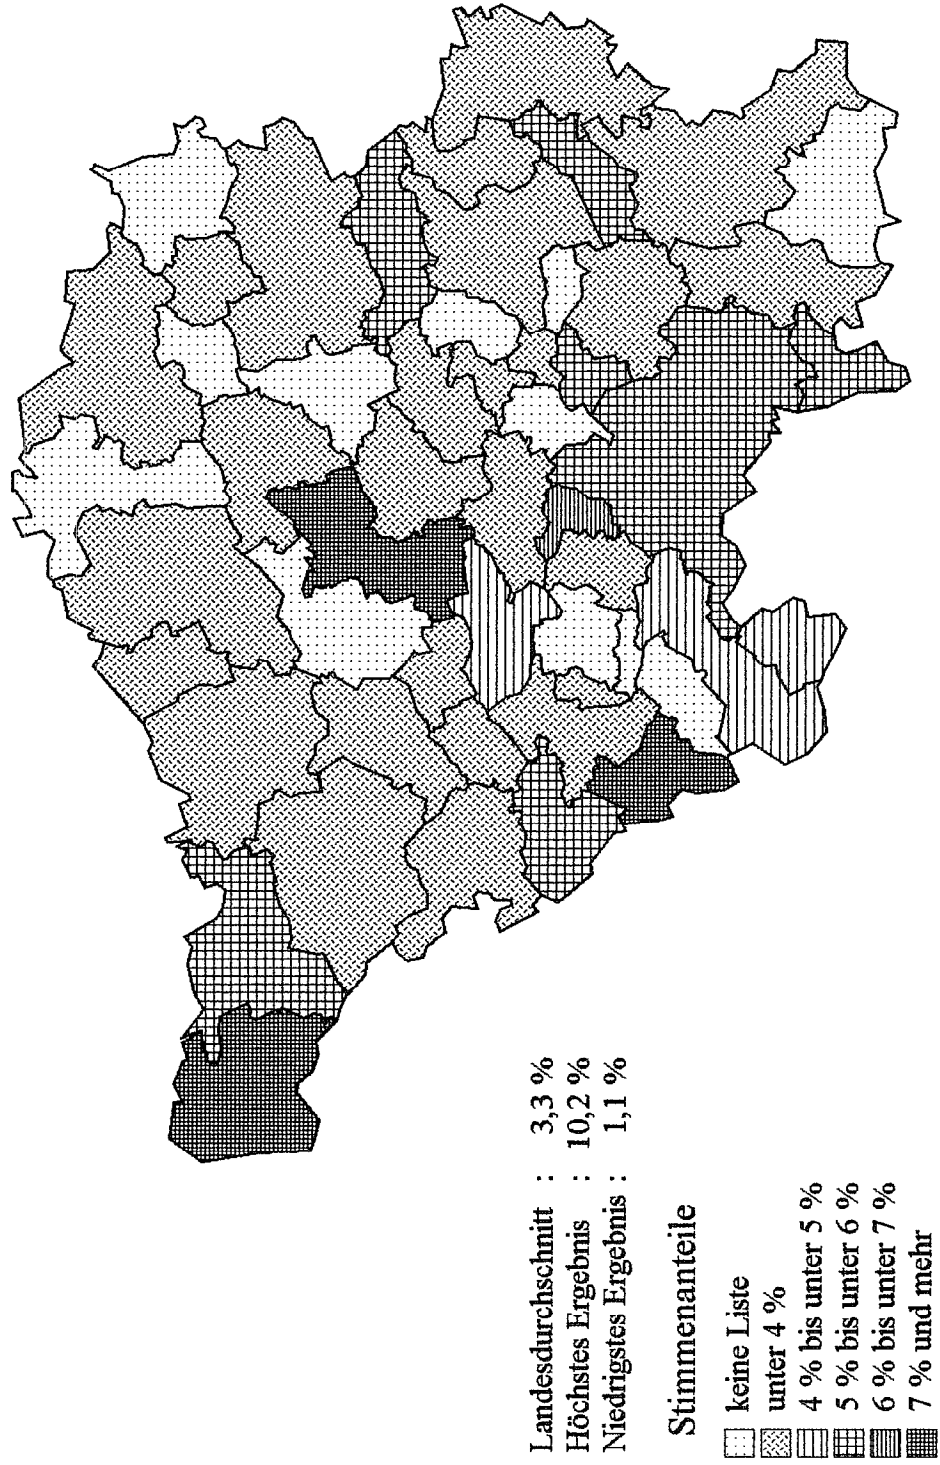 Landesdurchschnitt : 3,3 %
Höchstes Ergebnis : 10,2 %
Niedrigstes Ergebnis : 1,1 %
Stimmenanteile
keine Liste
unter 4 %
4 % bis unter 5 %
5 % bis unter 6 %
6 % bis unter 7 %
7 % und mehr